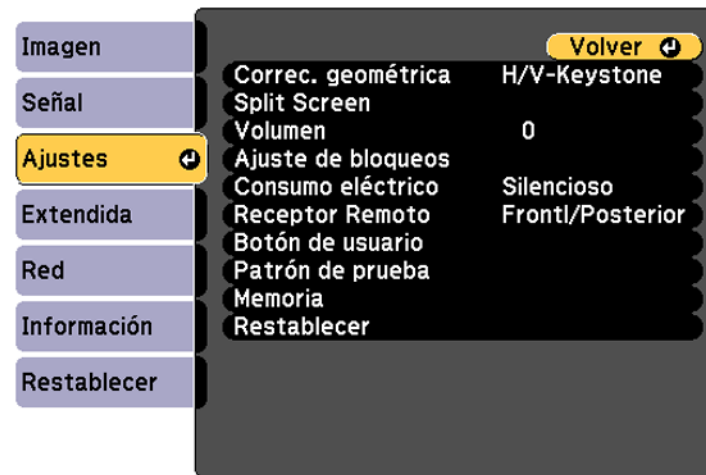 Imagen
Señal
Ajustes
Extendida
Red
Información
Restablecer
Volver
Correc. geométrica H/V-Keystone
Split Screen
Volumen 0
Ajuste de bloqueos
Consumo eléctrico Silencioso
Receptor Remoto Frontl/Posterior
Botón de usuario
Patrón de prueba
Memoria
Restablecer